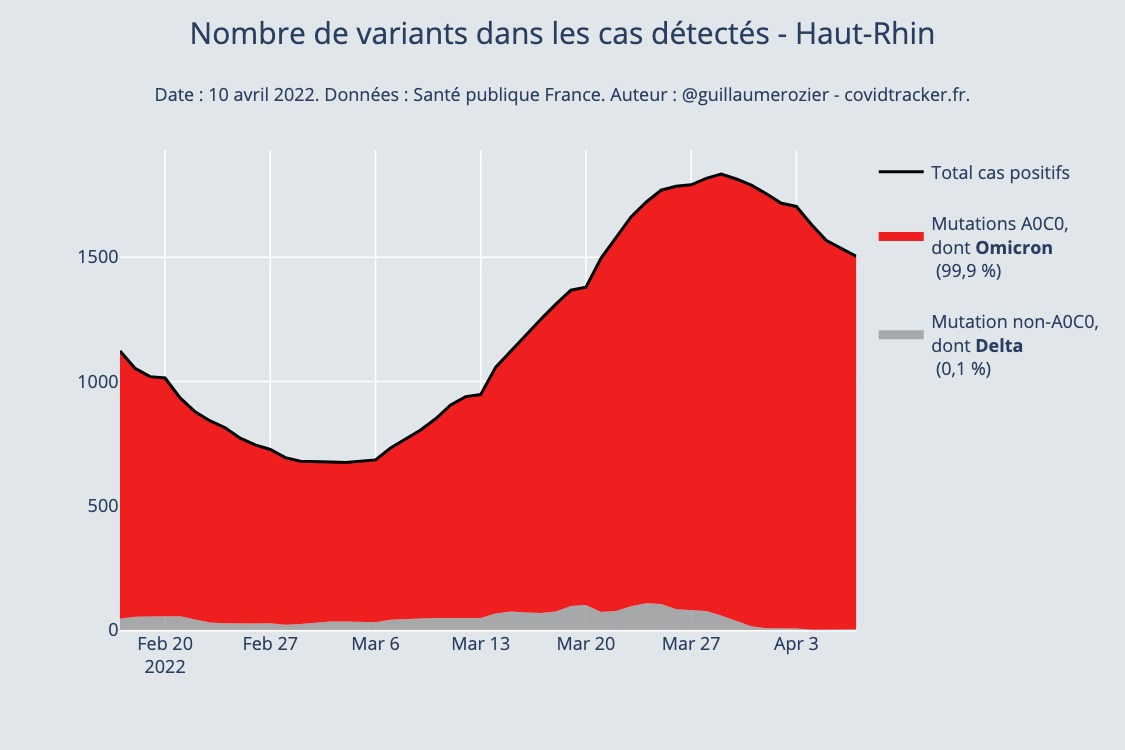 Nombre de variants dans les cas détectés - Haut-Rhin
Date : 10 avril 2022. Données : Santé publique France. Auteur : @guillaumerozier - covidtracker.fr.
Total cas positifs
Mutations A0C0,
dont Omicron
(99,9 %)
Mutation non-A0C0,
dont Delta
(0,1 %)
1500
1000
500
0
Feb 20
2022
Feb 27
Mar 6
Mar 13
Mar 20
Mar 27
Apr 3